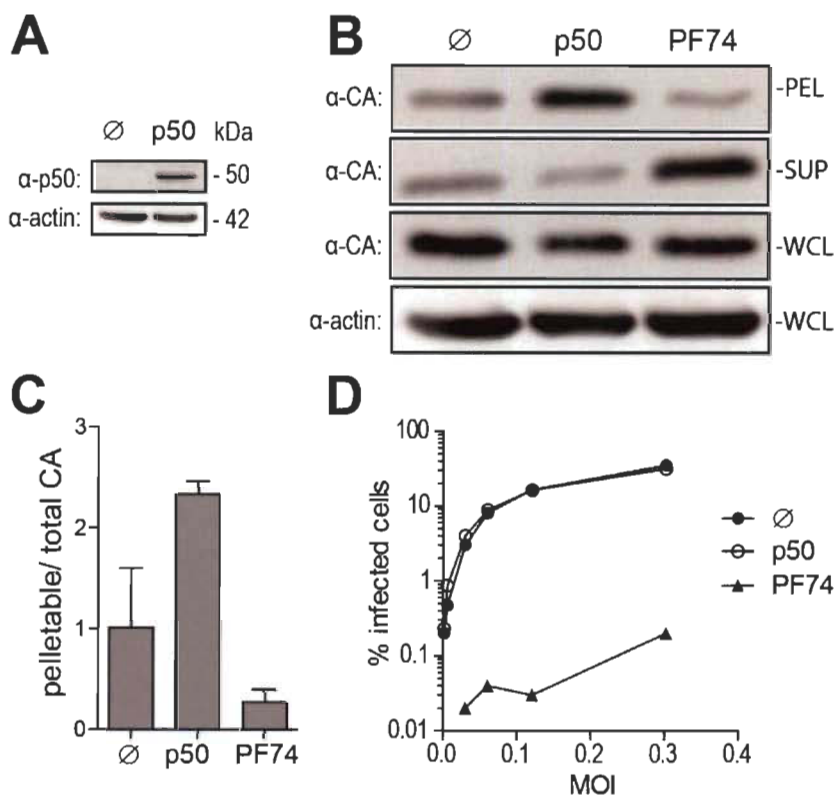 A
∅ p50 kDa
α-p50: - 50
α-actin: - 42
B
∅ p50 PF74
α-CA: -PEL
α-CA: -SUP
α-CA: -WCL
α-actin: -WCL
C
pelletable/ total CA
3
2
1
0
∅ p50 PF74
D
% infected cells
100
10
1
0.1
0.01
0.0 0.1 0.2 0.3 0.4
MOI
∅
p50
PF74